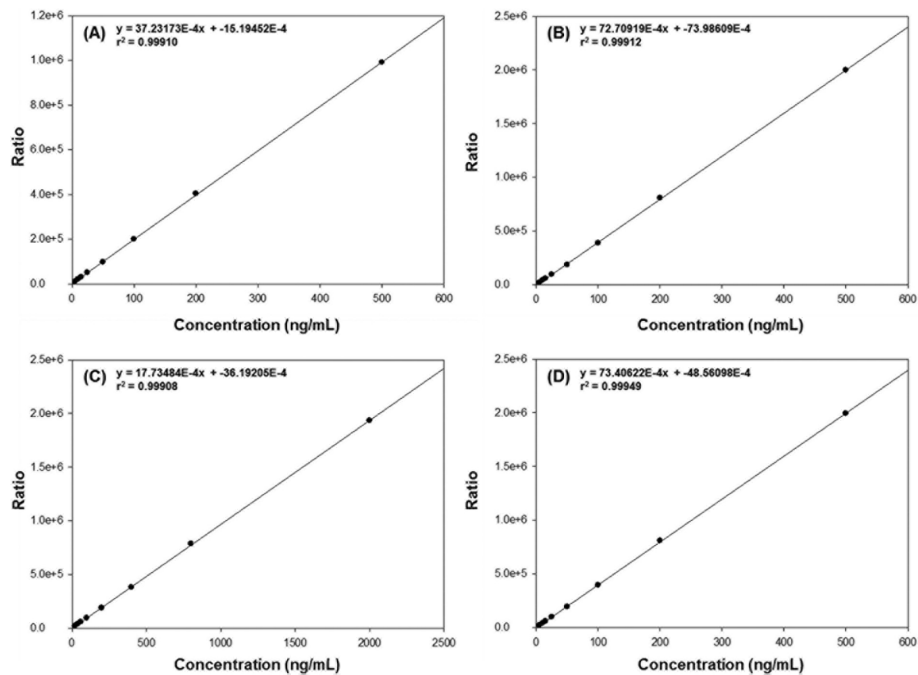 (A) y = 37.23173E-4x + -15.19452E-4
r² = 0.99910
1.2e+6
1.0e+6
8.0e+5
6.0e+5
4.0e+5
2.0e+5
0.0
Ratio
0 100 200 300 400 500 600
Concentration (ng/mL)
(B) y = 72.70919E-4x + -73.98609E-4
r² = 0.99912
2.5e+6
2.0e+6
1.5e+6
1.0e+6
5.0e+5
0.0
Ratio
0 100 200 300 400 500 600
Concentration (ng/mL)
(C) y = 17.73484E-4x + -36.19205E-4
r² = 0.99908
2.5e+6
2.0e+6
1.5e+6
1.0e+6
5.0e+5
0.0
Ratio
0 500 1000 1500 2000 2500
Concentration (ng/mL)
(D) y = 73.40622E-4x + -48.56098E-4
r² = 0.99949
2.5e+6
2.0e+6
1.5e+6
1.0e+6
5.0e+5
0.0
Ratio
0 100 200 300 400 500 600
Concentration (ng/mL)